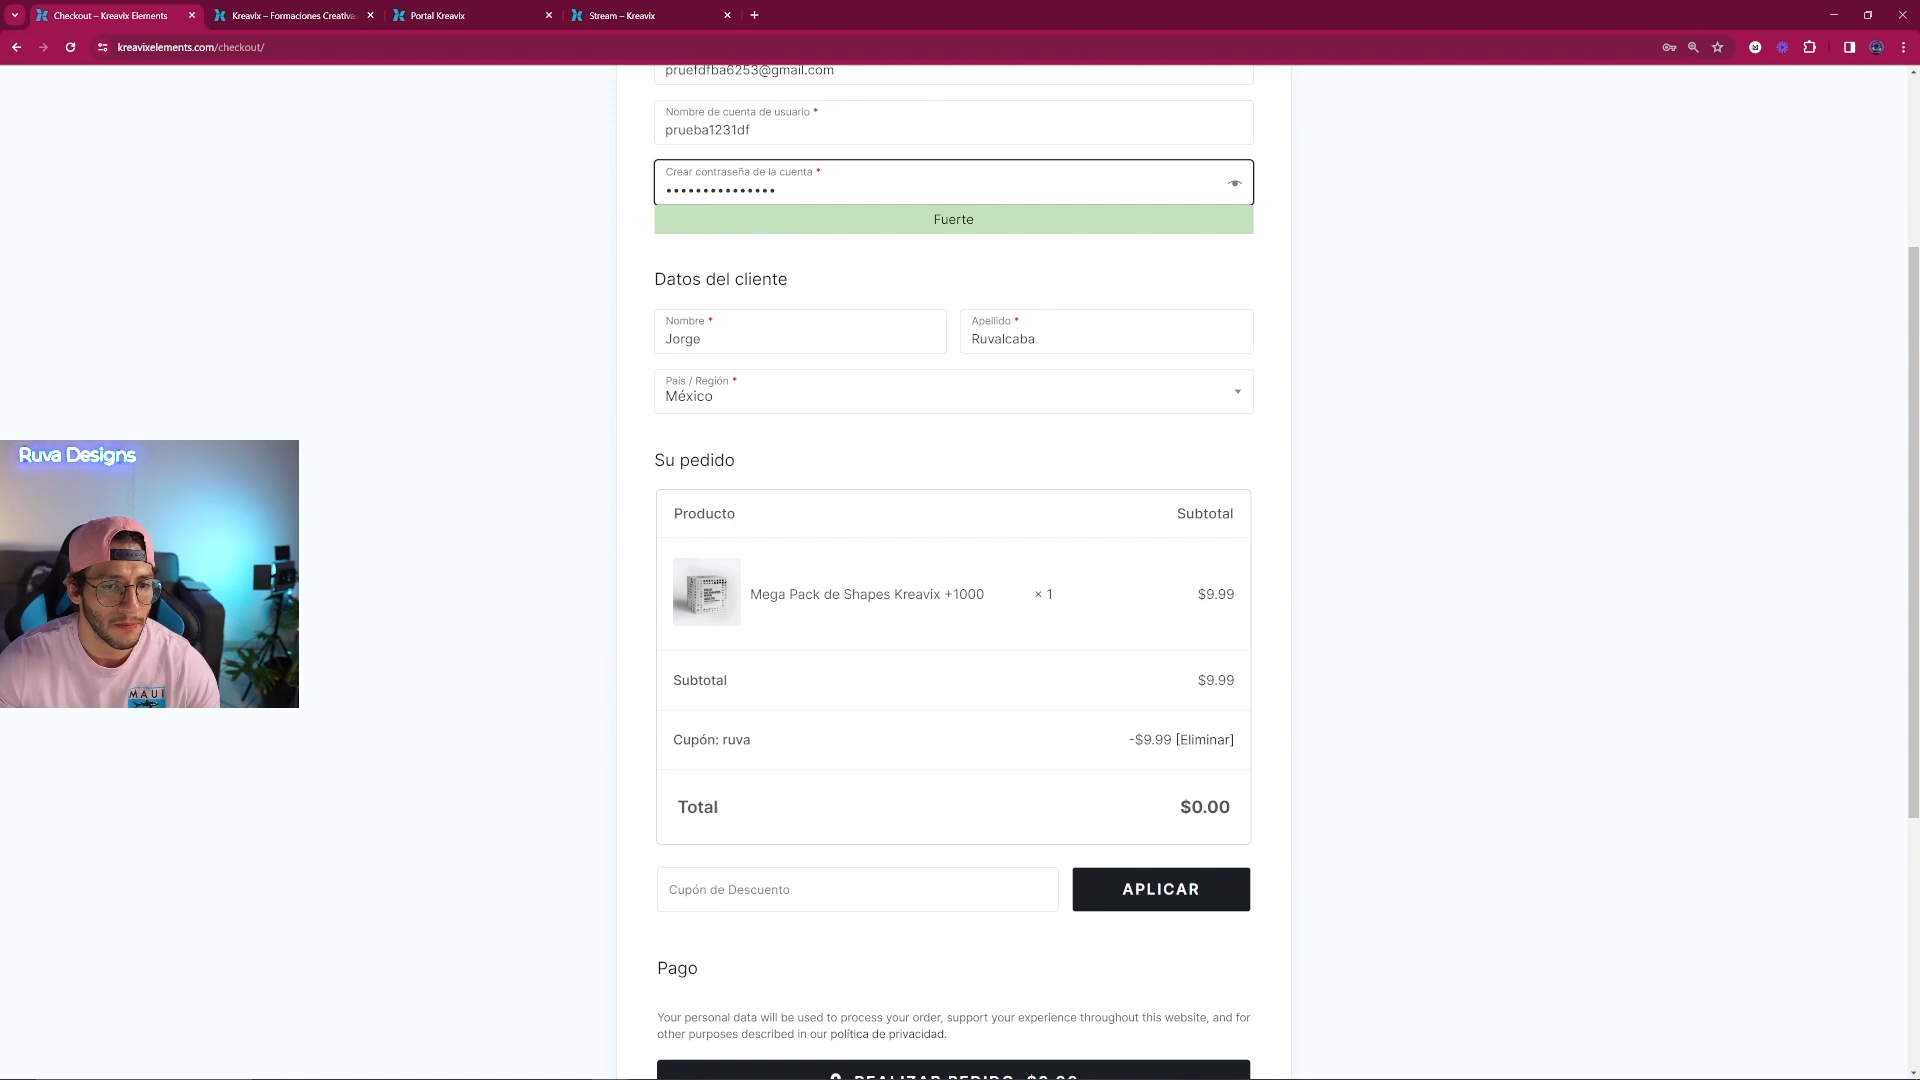 Checkout – Kreavix Elements
Kreavix – Formaciones Creativas
Portal Kreavix
Stream – Kreavix
kreavixelements.com/checkout/
pruefdfba6253@gmail.com
Nombre de cuenta de usuario *
prueba1231df
Crear contraseña de la cuenta *
•••••••••••••••
Fuerte
Datos del cliente
Nombre * Apellido *
Jorge Ruvalcaba
País / Región *
México
Su pedido
Producto Subtotal
Mega Pack de Shapes Kreavix +1000 × 1 $9.99
Subtotal $9.99
Cupón: ruva -$9.99 [Eliminar]
Total $0.00
Cupón de Descuento APLICAR
Pago
Your personal data will be used to process your order, support your experience throughout this website, and for
other purposes described in our política de privacidad.
REALIZAR PEDIDO $0.00
Ruva Designs
MAUI